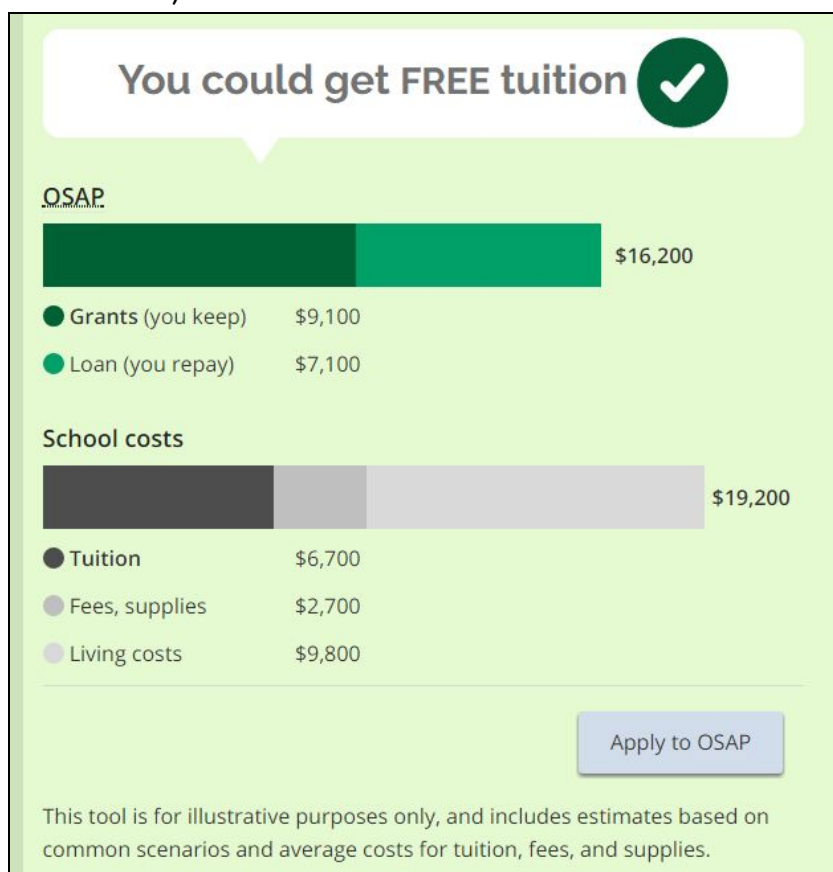 You could get FREE tuition
OSAP
$16,200
Grants (you keep) $9,100
Loan (you repay) $7,100
School costs
$19,200
Tuition $6,700
Fees, supplies $2,700
Living costs $9,800
Apply to OSAP
This tool is for illustrative purposes only, and includes estimates based on
common scenarios and average costs for tuition, fees, and supplies.